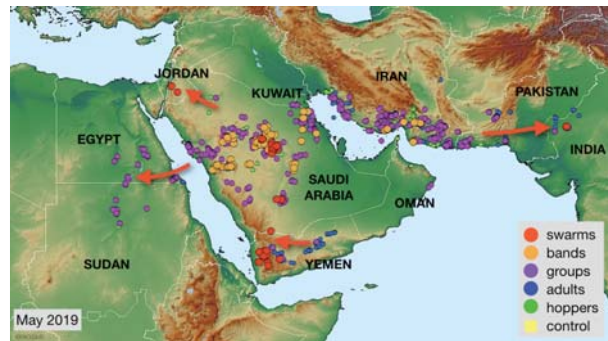 JORDAN
KUWAIT
IRAN
PAKISTAN
EGYPT
INDIA
SAUDI
ARABIA
OMAN
YEMEN
SUDAN
swarms
bands
groups
adults
hoppers
control
May 2019